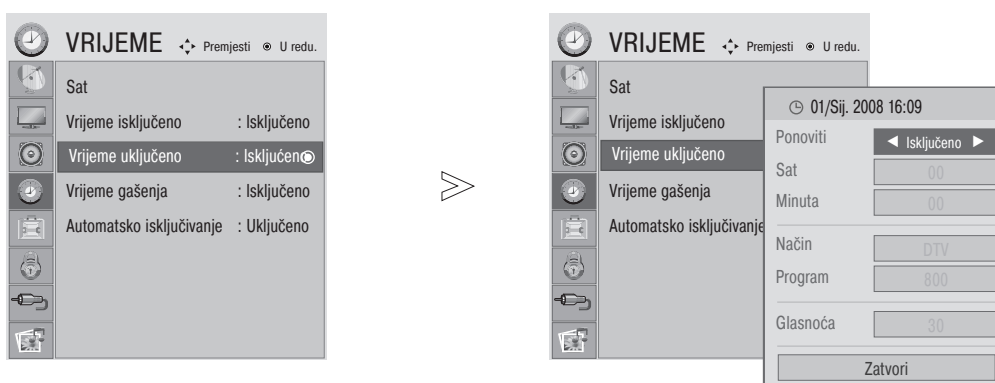 VRIJEME Premjesti U redu.
Sat
Vrijeme isključeno : Isključeno
Vrijeme uključeno : Isključeno
Vrijeme gašenja : Isključeno
Automatsko isključivanje : Uključeno
VRIJEME Premjesti U redu.
Sat
Vrijeme isključeno
Vrijeme uključeno
Vrijeme gašenja
Automatsko isključivanje
01/Sij. 2008 16:09
Ponoviti ◀ Isključeno ▶
Sat 00
Minuta 00
Način DTV
Program 800
Glasnoća 30
Zatvori